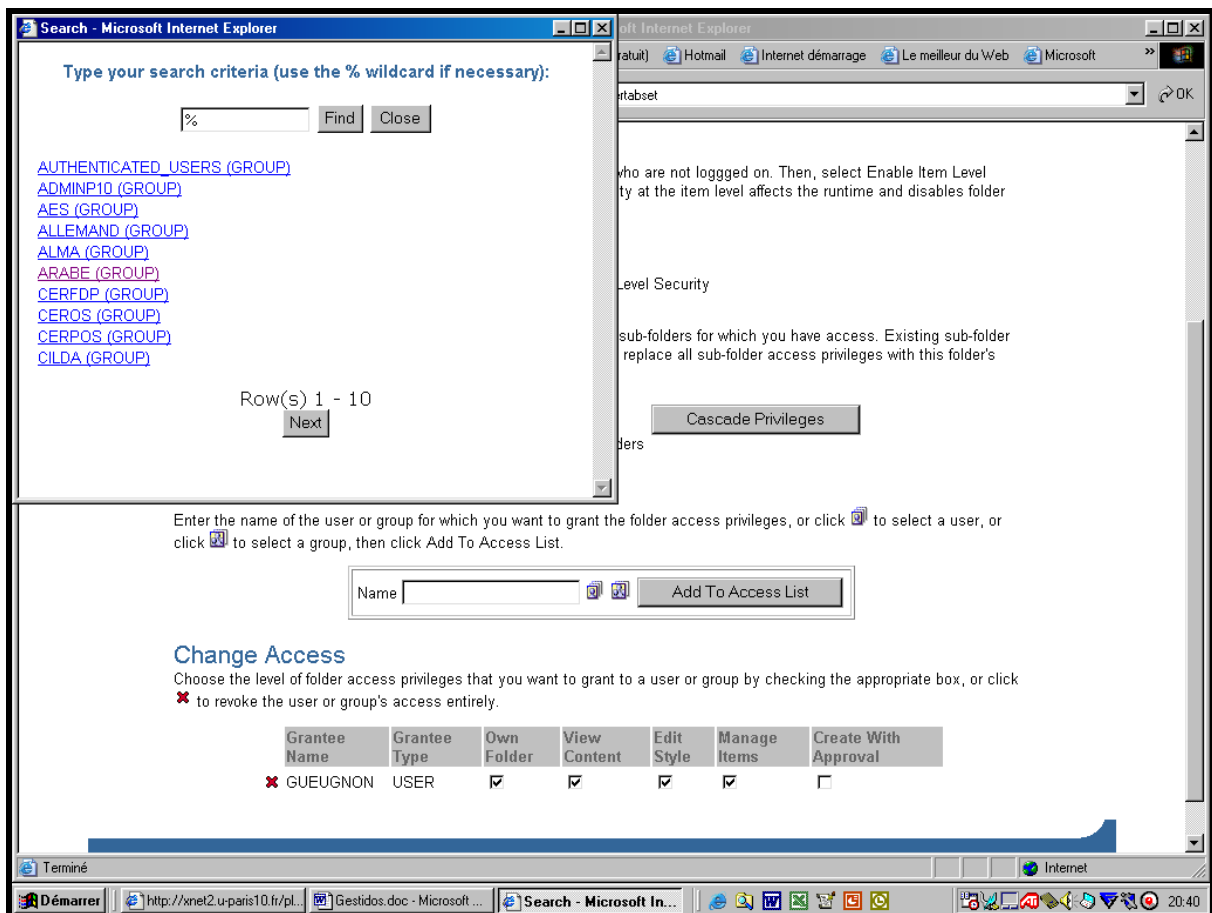 Search - Microsoft Internet Explorer
Type your search criteria (use the % wildcard if necessary):
%
Find
Close
AUTHENTICATED_USERS (GROUP)
ADMINP10 (GROUP)
AES (GROUP)
ALLEMAND (GROUP)
ALMA (GROUP)
ARABE (GROUP)
CERFDP (GROUP)
CEROS (GROUP)
CERPOS (GROUP)
CILDA (GROUP)
Row(s) 1 - 10
Next
oft Internet Explorer
ratuit) Hotmail Internet démarrage Le meilleur du Web Microsoft »
rtabset
OK
who are not loggged on. Then, select Enable Item Level
ty at the item level affects the runtime and disables folder
Level Security
sub-folders for which you have access. Existing sub-folder
replace all sub-folder access privileges with this folder's
Cascade Privileges
ders
Enter the name of the user or group for which you want to grant the folder access privileges, or click to select a user, or
click to select a group, then click Add To Access List.
Name
Add To Access List
Change Access
Choose the level of folder access privileges that you want to grant to a user or group by checking the appropriate box, or click
to revoke the user or group's access entirely.
Grantee Name Grantee Type Own Folder View Content Edit Style Manage Items Create With Approval
GUEUGNON USER
Terminé
Internet
Démarrer http://xnet2.u-paris10.fr/pl... Gestidos.doc - Microsoft ... Search - Microsoft In... 20:40